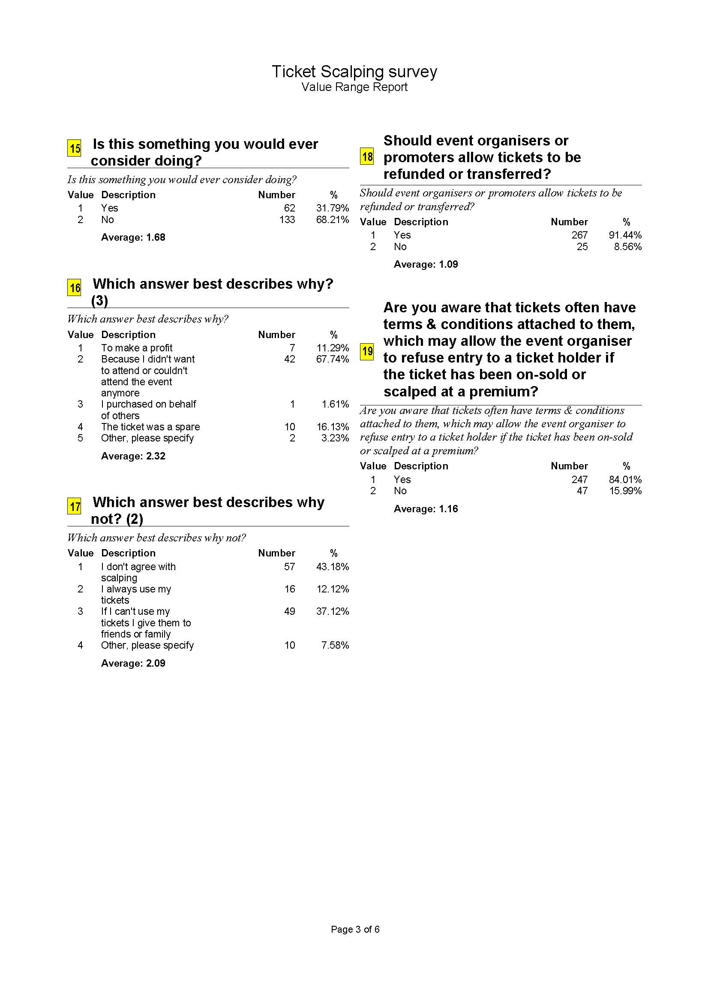 Ticket Scalping survey
Value Range Report
15 Is this something you would ever
consider doing?
Is this something you would ever consider doing?
Value Description Number %
1 Yes 62 31.79%
2 No 133 68.21%
Average: 1.68
16 Which answer best describes why?
(3)
Which answer best describes why?
Value Description Number %
1 To make a profit 7 11.29%
2 Because I didn't want 42 67.74%
to attend or couldn't
attend the event
anymore
3 I purchased on behalf 1 1.61%
of others
4 The ticket was a spare 10 16.13%
5 Other, please specify 2 3.23%
Average: 2.32
17 Which answer best describes why
not? (2)
Which answer best describes why not?
Value Description Number %
1 I don't agree with 57 43.18%
scalping
2 I always use my 16 12.12%
tickets
3 If I can't use my 49 37.12%
tickets I give them to
friends or family
4 Other, please specify 10 7.58%
Average: 2.09
Should event organisers or
18 promoters allow tickets to be
refunded or transferred?
Should event organisers or promoters allow tickets to be
refunded or transferred?
Value Description Number %
1 Yes 267 91.44%
2 No 25 8.56%
Average: 1.09
Are you aware that tickets often have
terms & conditions attached to them,
which may allow the event organiser
19 to refuse entry to a ticket holder if
the ticket has been on-sold or
scalped at a premium?
Are you aware that tickets often have terms & conditions
attached to them, which may allow the event organiser to
refuse entry to a ticket holder if the ticket has been on-sold
or scalped at a premium?
Value Description Number %
1 Yes 247 84.01%
2 No 47 15.99%
Average: 1.16
Page 3 of 6